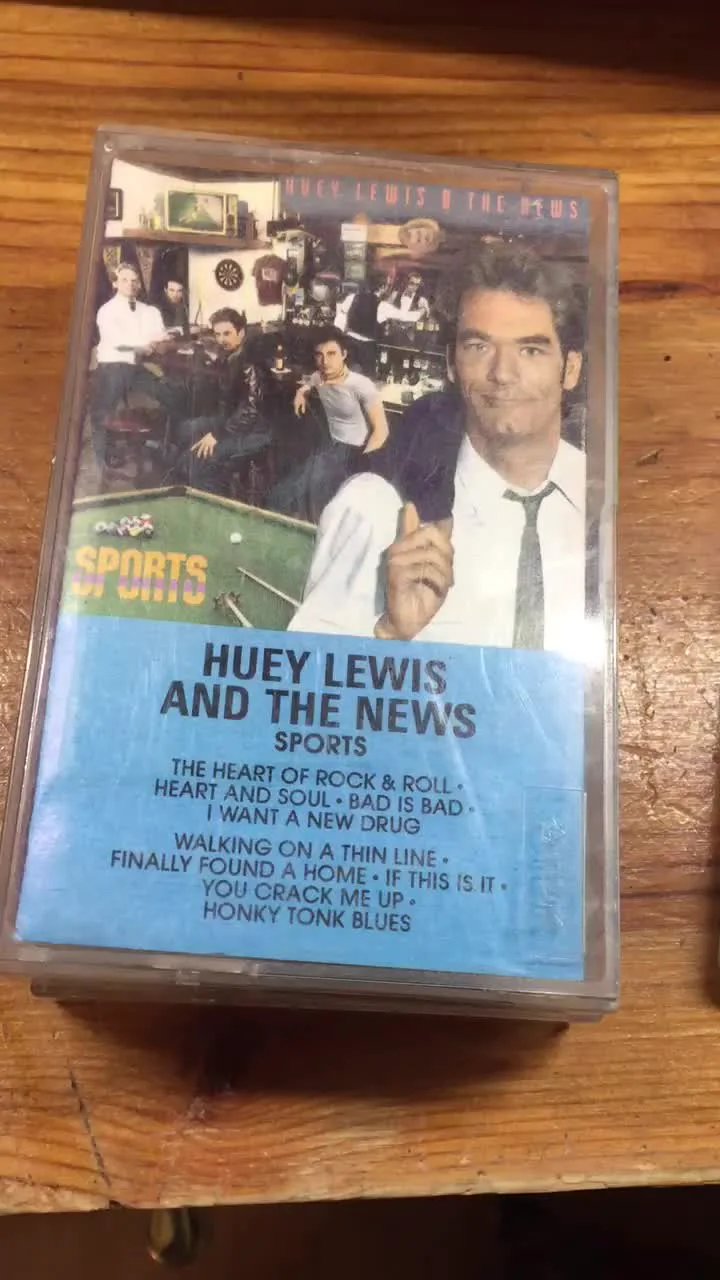 HUEY LEWIS & THE NEWS
SPORTS
HUEY LEWIS
AND THE NEWS
SPORTS
THE HEART OF ROCK & ROLL •
HEART AND SOUL • BAD IS BAD •
I WANT A NEW DRUG
WALKING ON A THIN LINE •
FINALLY FOUND A HOME • IF THIS IS IT •
YOU CRACK ME UP •
HONKY TONK BLUES